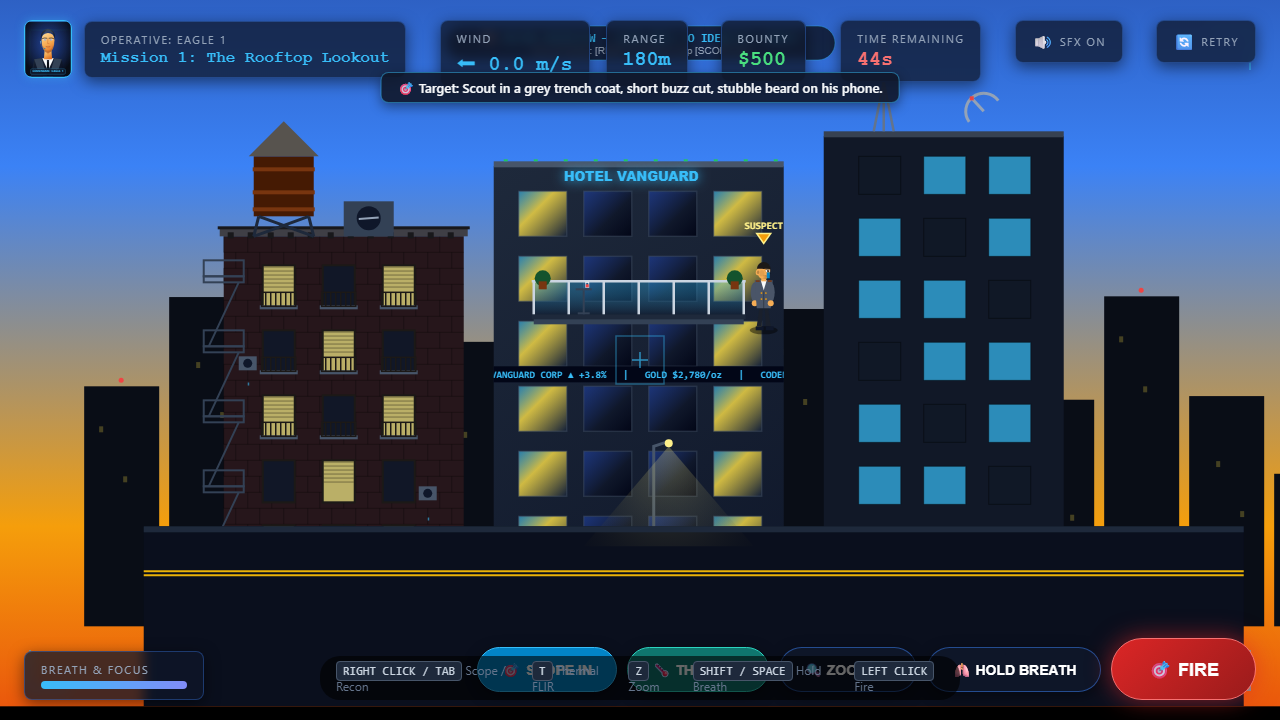 OPERATIVE: EAGLE 1
Mission 1: The Rooftop Lookout
WIND
0.0 m/s
RANGE
180m
BOUNTY
$500
TIME REMAINING
44s
SFX ON
RETRY
Target: Scout in a grey trench coat, short buzz cut, stubble beard on his phone.
HOTEL VANGUARD
SUSPECT
VANGUARD CORP ▲ +3.8% | GOLD $2,780/oz |
BREATH & FOCUS
RIGHT CLICK / TAB Scope /
Recon
T
FLIR
Z
Zoom
SHIFT / SPACE Hold
Breath
LEFT CLICK
Fire
HOLD BREATH
FIRE